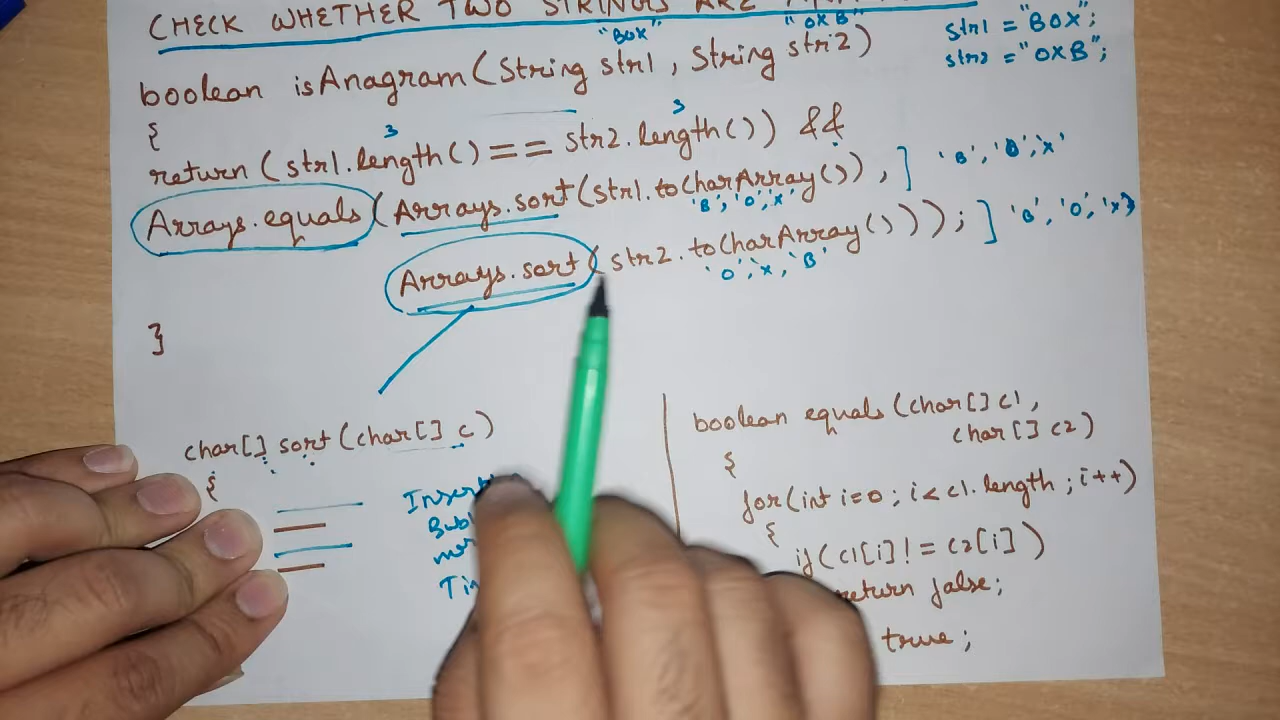 CHECK WHETHER TWO STRINGS ARE
"BOX" "OXB"
str1 = "BOX";
str2 = "OXB";
boolean isAnagram(String str1, String str2)
{
3 3
return (str1.length() == str2.length()) &&
Arrays.equals(Arrays.sort(str1.toCharArray()), ] 'B','O','X'
'B','O','X'
Arrays.sort(str2.toCharArray())); ] 'B','O','X'
'O','X','B'
}
char[] sort(char[] c)
{
boolean equals (char[] c1,
char[] c2)
{
for(int i=0; i<c1.length; i++)
{
if(c1[i]!=c2[i])
return false;
true;